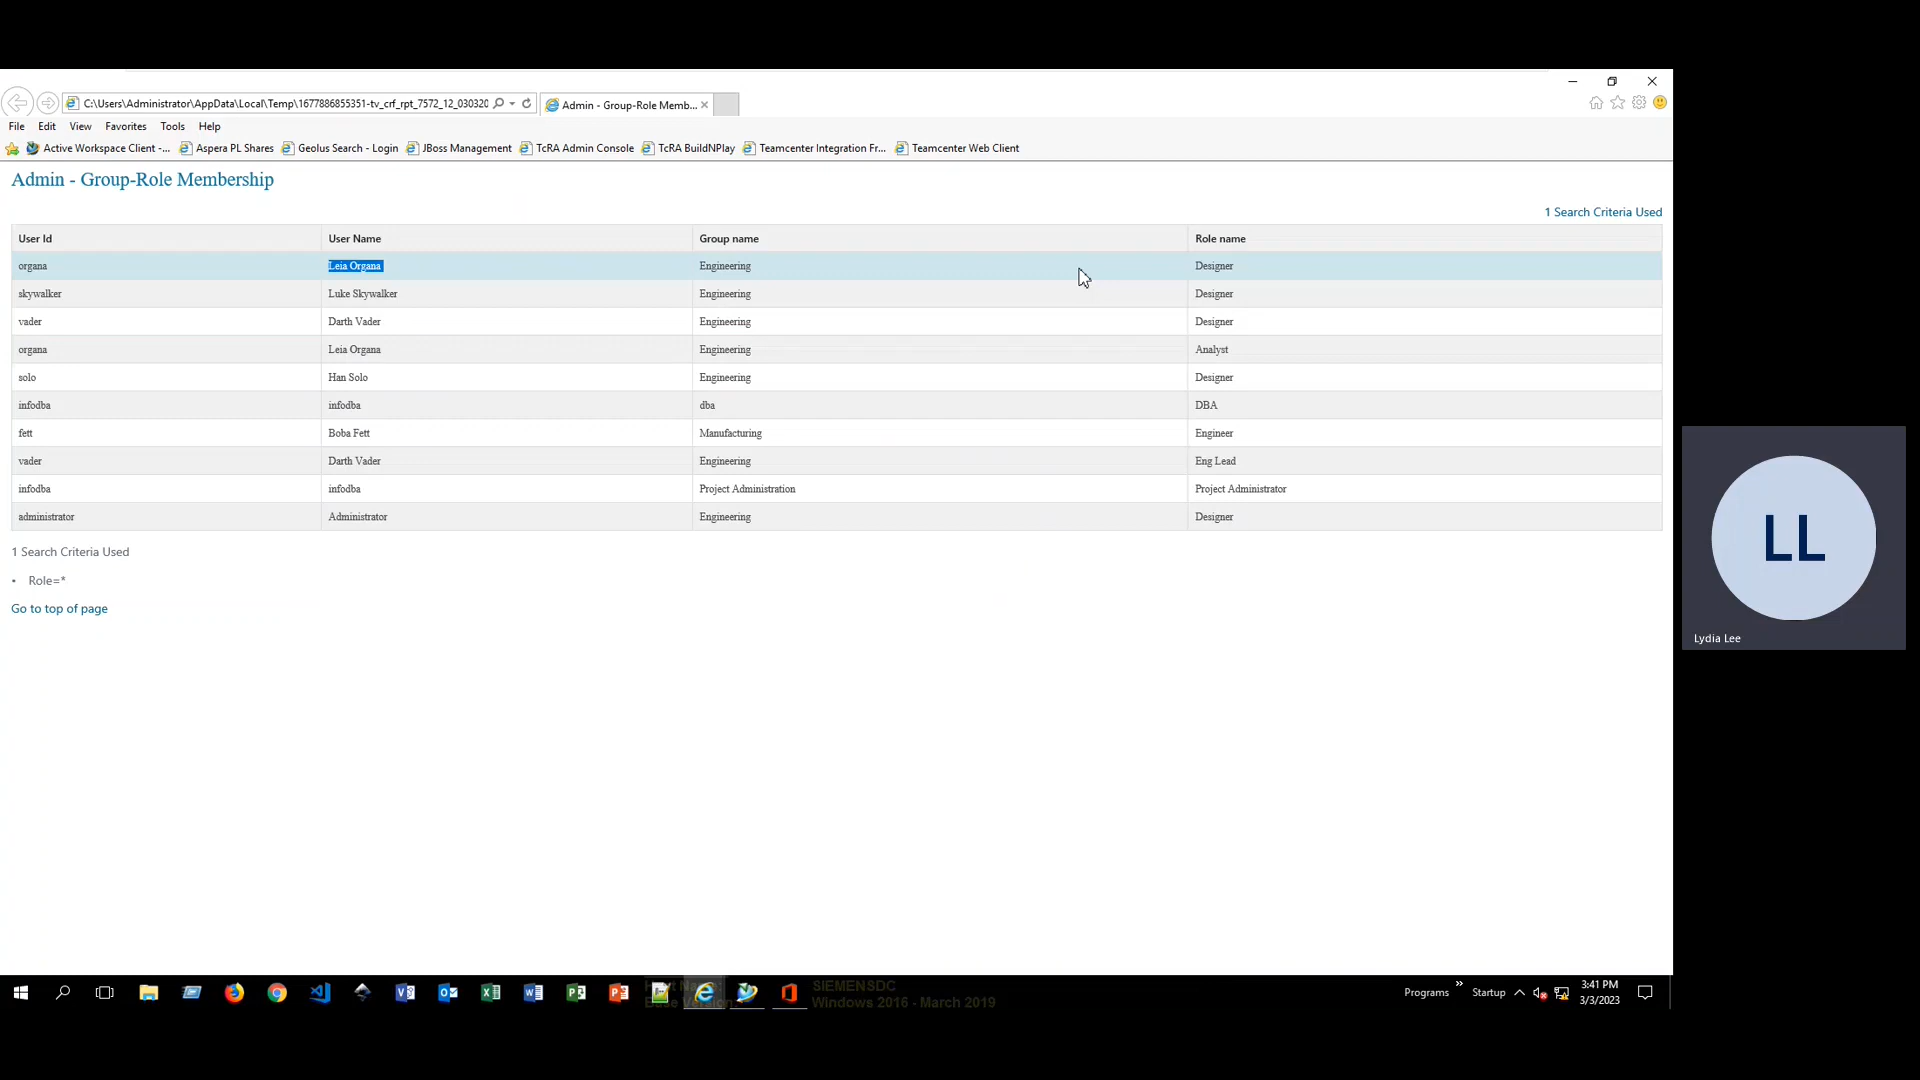 C:\Users\Administrator\AppData\Local\Temp\1677886855351-tv_crf_rpt_7572_12_030320
Admin - Group-Role Memb...
File Edit View Favorites Tools Help
Active Workspace Client -... Aspera PL Shares Geolus Search - Login JBoss Management TcRA Admin Console TcRA BuildNPlay Teamcenter Integration Fr... Teamcenter Web Client
Admin - Group-Role Membership
1 Search Criteria Used
User Id User Name Group name Role name
organa Leia Organa Engineering Designer
skywalker Luke Skywalker Engineering Designer
vader Darth Vader Engineering Designer
organa Leia Organa Engineering Analyst
solo Han Solo Engineering Designer
infodba infodba dba DBA
fett Boba Fett Manufacturing Engineer
vader Darth Vader Engineering Eng Lead
infodba infodba Project Administration Project Administrator
administrator Administrator Engineering Designer
1 Search Criteria Used
• Role=*
Go to top of page
LL
Lydia Lee
SIEMENSDC
Windows 2016 - March 2019
Programs » Startup
3:41 PM
3/3/2023